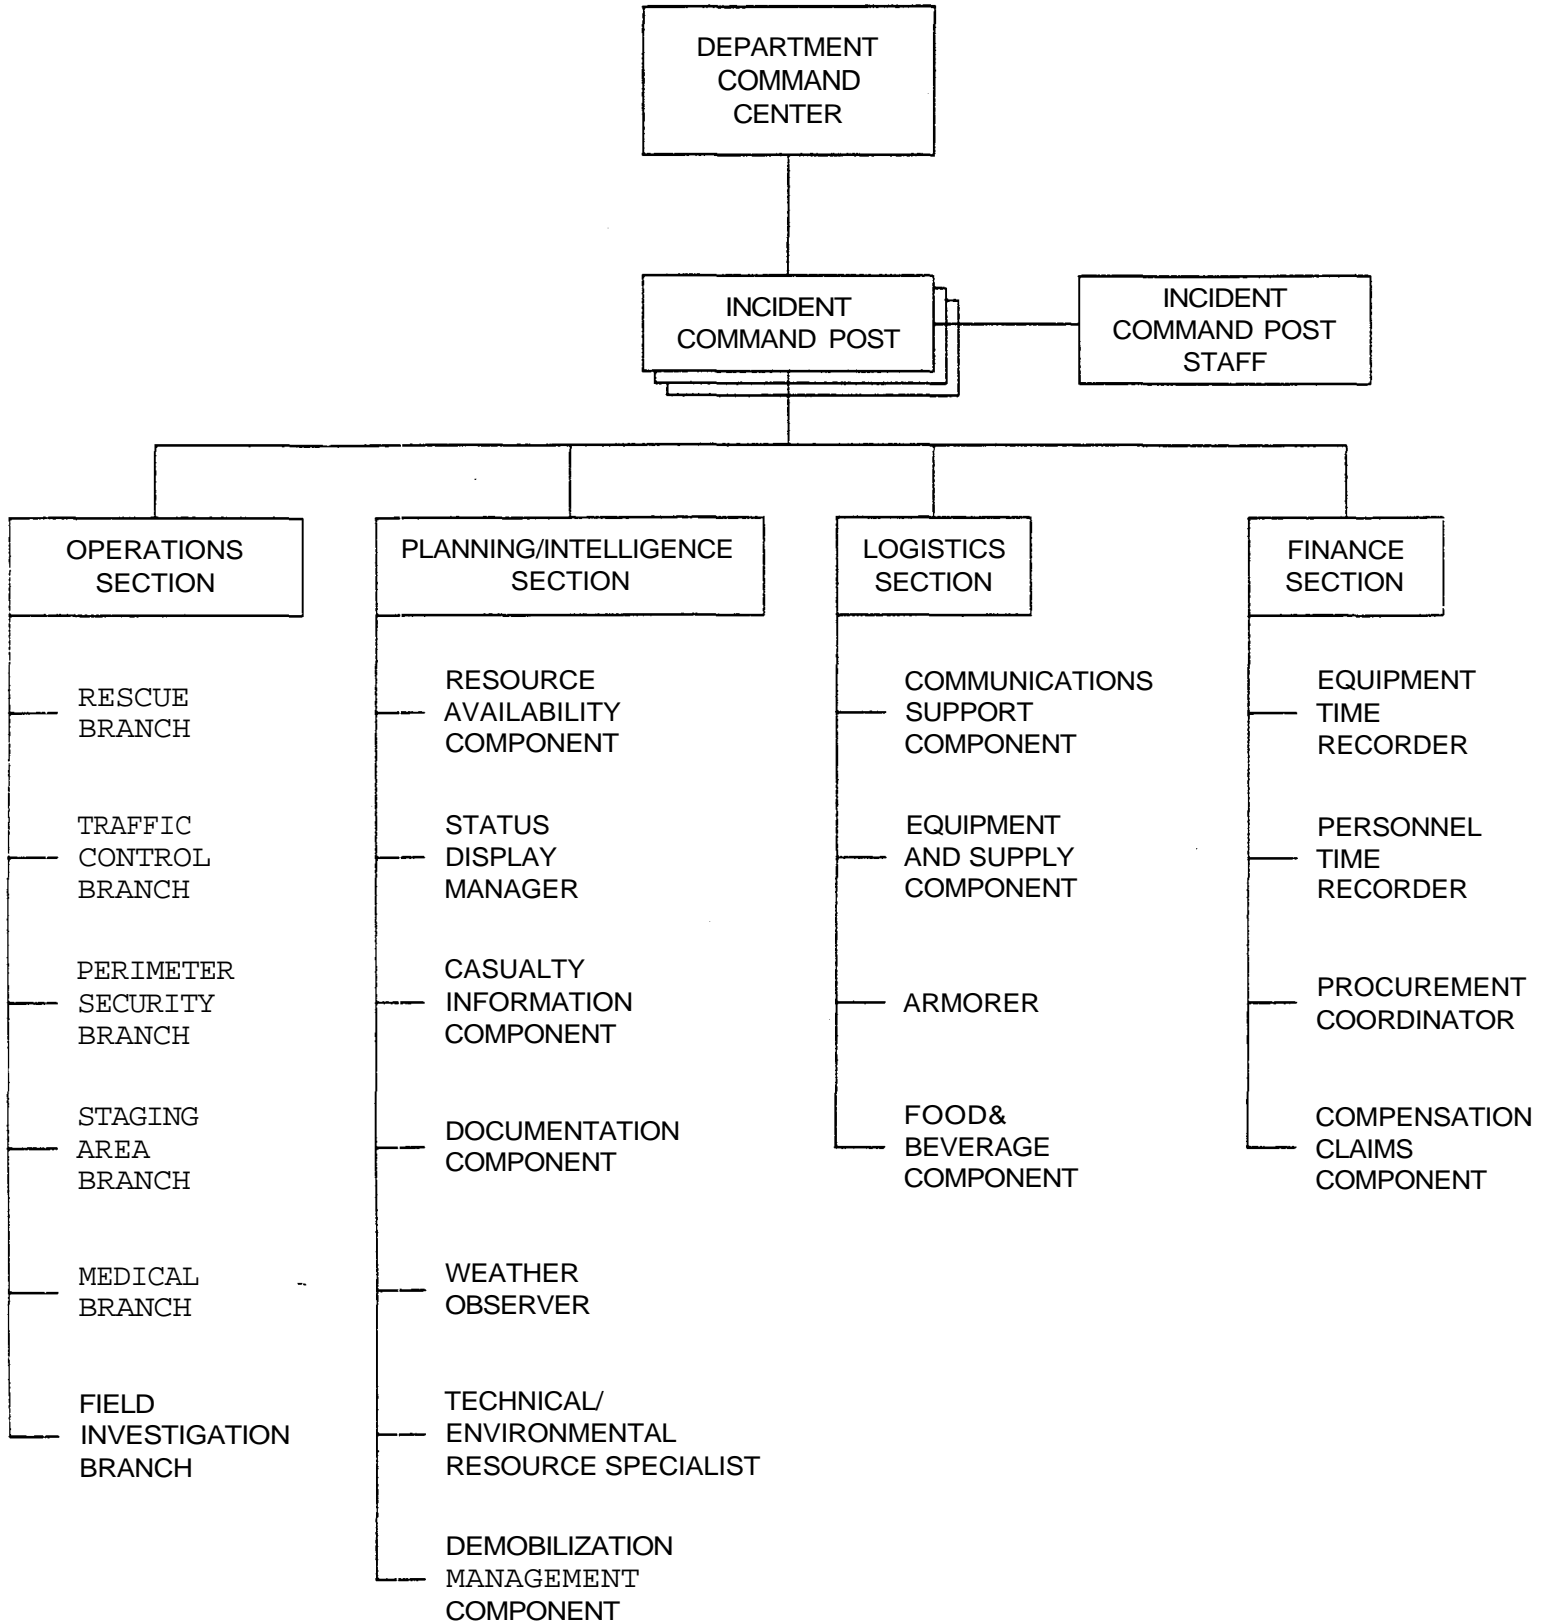 DEPARTMENT
COMMAND
CENTER
INCIDENT
COMMAND POST
INCIDENT
COMMAND POST
STAFF
OPERATIONS
SECTION
RESCUE
BRANCH
TRAFFIC
CONTROL
BRANCH
PERIMETER
SECURITY
BRANCH
STAGING
AREA
BRANCH
MEDICAL
BRANCH
FIELD
INVESTIGATION
BRANCH
PLANNING/INTELLIGENCE
SECTION
RESOURCE
AVAILABILITY
COMPONENT
STATUS
DISPLAY
MANAGER
CASUALTY
INFORMATION
COMPONENT
DOCUMENTATION
COMPONENT
WEATHER
OBSERVER
TECHNICAL/
ENVIRONMENTAL
RESOURCE SPECIALIST
DEMOBILIZATION
MANAGEMENT
COMPONENT
LOGISTICS
SECTION
COMMUNICATIONS
SUPPORT
COMPONENT
EQUIPMENT
AND SUPPLY
COMPONENT
ARMORER
FOOD&
BEVERAGE
COMPONENT
FINANCE
SECTION
EQUIPMENT
TIME
RECORDER
PERSONNEL
TIME
RECORDER
PROCUREMENT
COORDINATOR
COMPENSATION
CLAIMS
COMPONENT